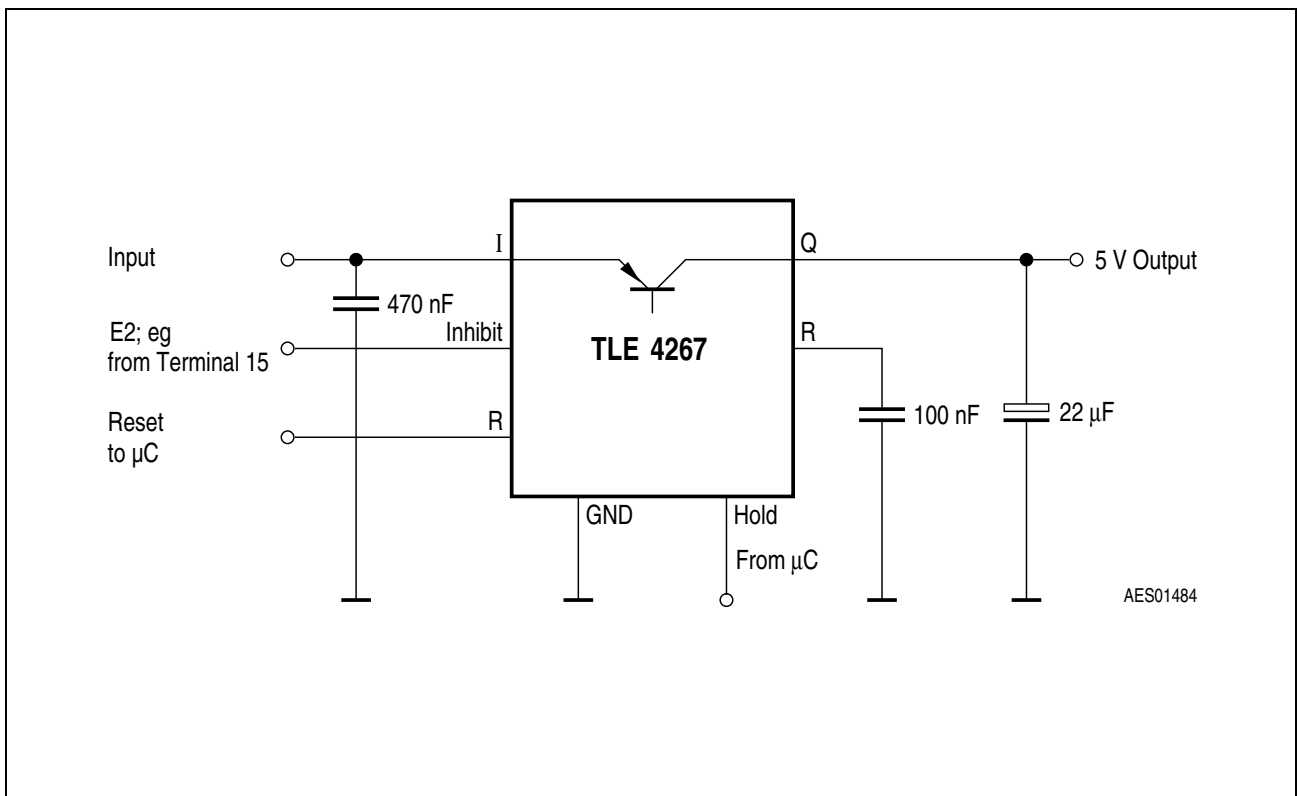 Input
I
Q
5 V Output
470 nF
E2; eg
from Terminal 15
Inhibit
TLE 4267
R
Reset
to µC
R
100 nF
22 µF
GND
Hold
From µC
AES01484